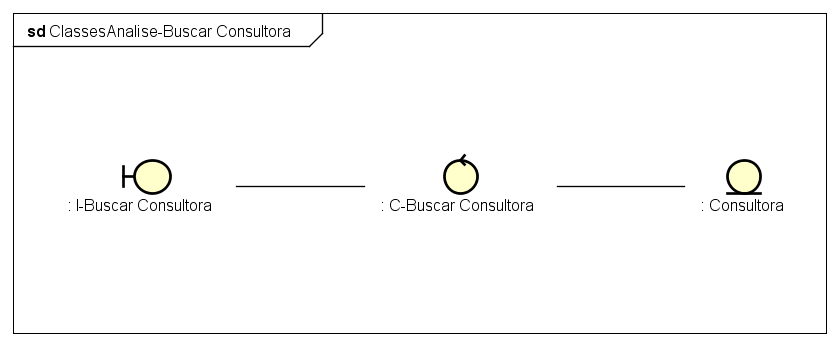 sd ClassesAnalise-Buscar Consultora
: I-Buscar Consultora
: C-Buscar Consultora
: Consultora